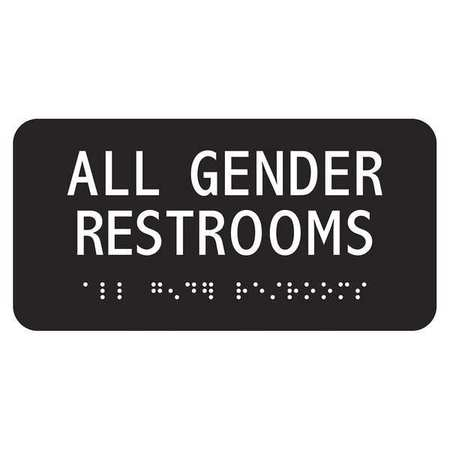 ALL GENDER
RESTROOMS
⠁⠇⠇ ⠛⠢⠙⠻ ⠗⠑⠌⠗⠕⠕⠍⠎